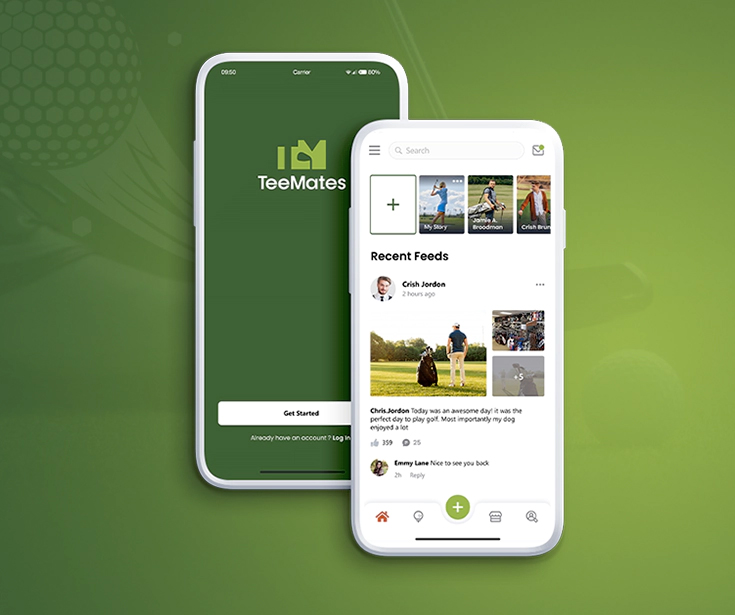 09:50
Carrier
80%
TeeMates
Get Started
Already have an account ? Log In
Search
My Story
Jamie A.
Broodman
Crish Brun
Recent Feeds
Crish Jordon
2 hours ago
+5
Chris.Jordon Today was an awesome day! it was the
perfect day to play golf. Most importantly my dog
enjoyed a lot
359
25
Emmy Lane Nice to see you back
2h
Reply